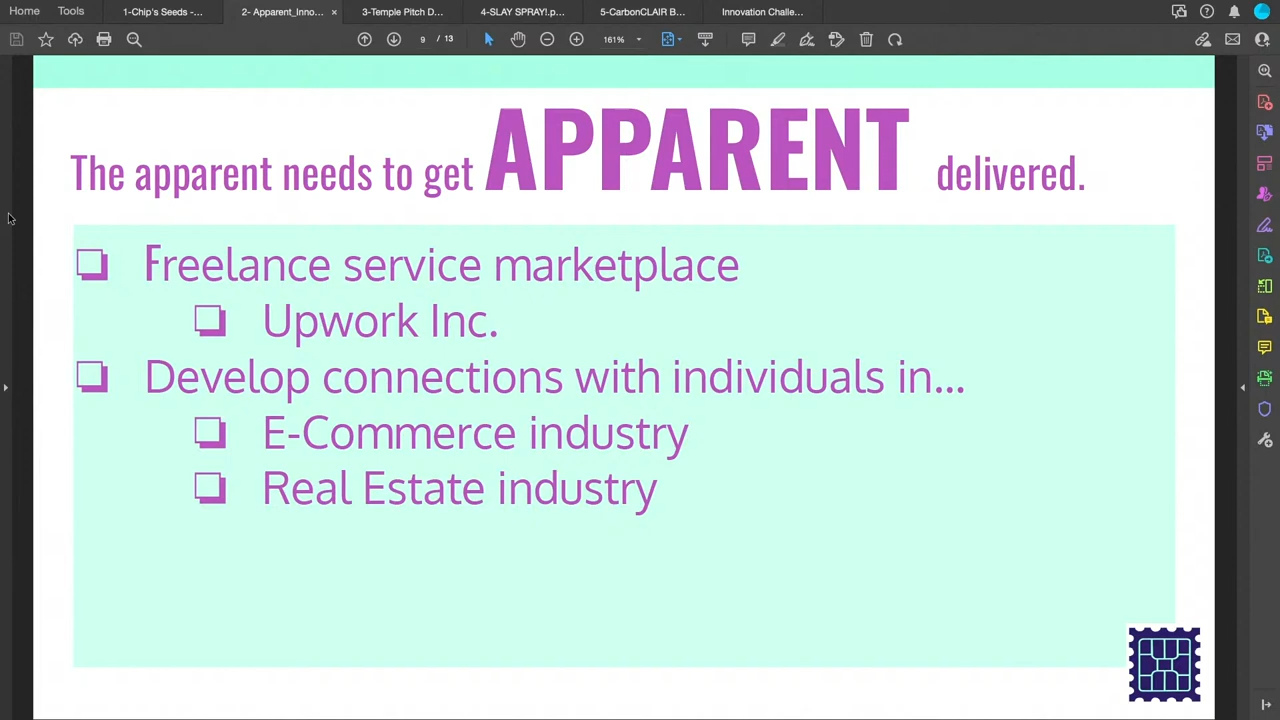 Home Tools 1-Chip's Seeds -... 2- Apparent_Inno... × 3-Temple Pitch D... 4-SLAY SPRAY!.p... 5-CarbonCLAIR B... Innovation Challe...
9 / 13 161%
The apparent needs to get APPARENT delivered.
Freelance service marketplace
Upwork Inc.
Develop connections with individuals in...
E-Commerce industry
Real Estate industry